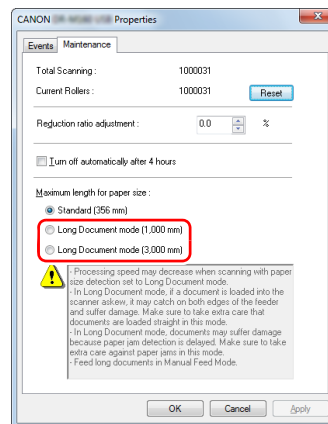 CANON Properties
Events Maintenance
Total Scanning : 1000031
Current Rollers : 1000031 Reset
Reduction ratio adjustment : 0.0 %
Turn off automatically after 4 hours
Maximum length for paper size :
Standard (356 mm)
Long Document mode (1,000 mm)
Long Document mode (3,000 mm)
- Processing speed may decrease when scanning with paper
size detection set to Long Document mode.
- In Long Document mode, if a document is loaded into the
scanner askew, it may catch on both edges of the feeder
and suffer damage. Make sure to take extra care that
documents are loaded straight in this mode.
- In Long Document mode, documents may suffer damage
because paper jam detection is delayed. Make sure to take
extra care against paper jams in this mode.
- Feed long documents in Manual Feed Mode.
OK Cancel Apply